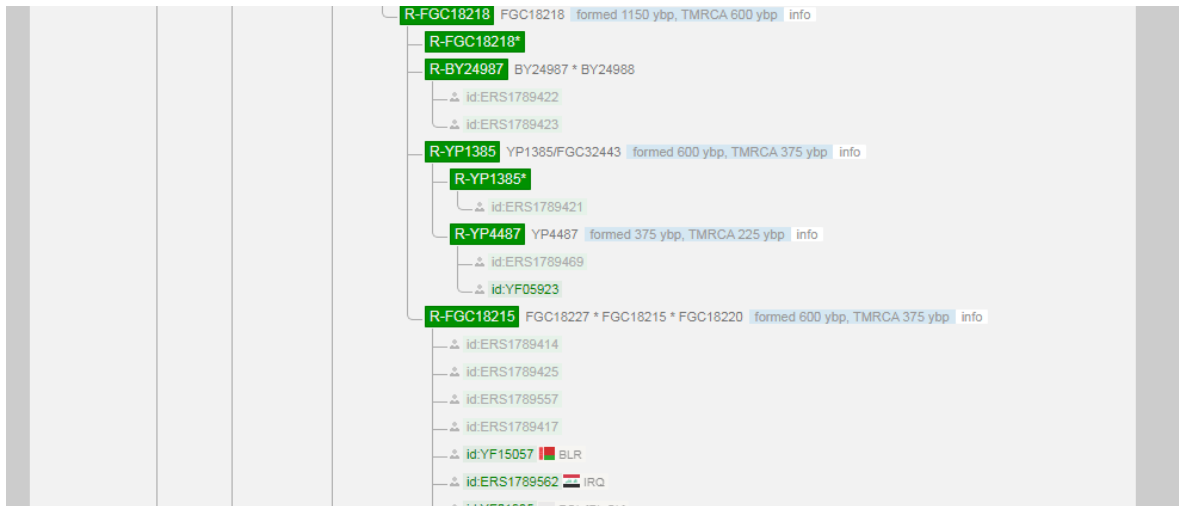 R-FGC18218 FGC18218 formed 1150 ybp, TMRCA 600 ybp info
R-FGC18218*
R-BY24987 BY24987 * BY24988
id:ERS1789422
id:ERS1789423
R-YP1385 YP1385/FGC32443 formed 600 ybp, TMRCA 375 ybp info
R-YP1385*
id:ERS1789421
R-YP4487 YP4487 formed 375 ybp, TMRCA 225 ybp info
id:ERS1789469
id:YF05923
R-FGC18215 FGC18227 * FGC18215 * FGC18220 formed 600 ybp, TMRCA 375 ybp info
id:ERS1789414
id:ERS1789425
id:ERS1789557
id:ERS1789417
id:YF15057 BLR
id:ERS1789562 IRQ